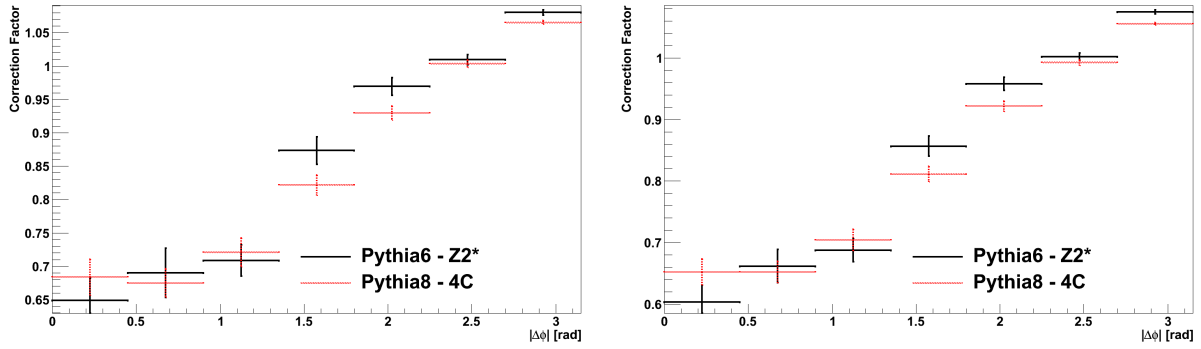 Correction Factor
1.05
1
0.95
0.9
0.85
0.8
0.75
0.7
0.65
Pythia6 - Z2*
Pythia8 - 4C
0 0.5 1 1.5 2 2.5 3
|Δϕ| [rad]
Correction Factor
1
0.9
0.8
0.7
0.6
Pythia6 - Z2*
Pythia8 - 4C
0 0.5 1 1.5 2 2.5 3
|Δϕ| [rad]